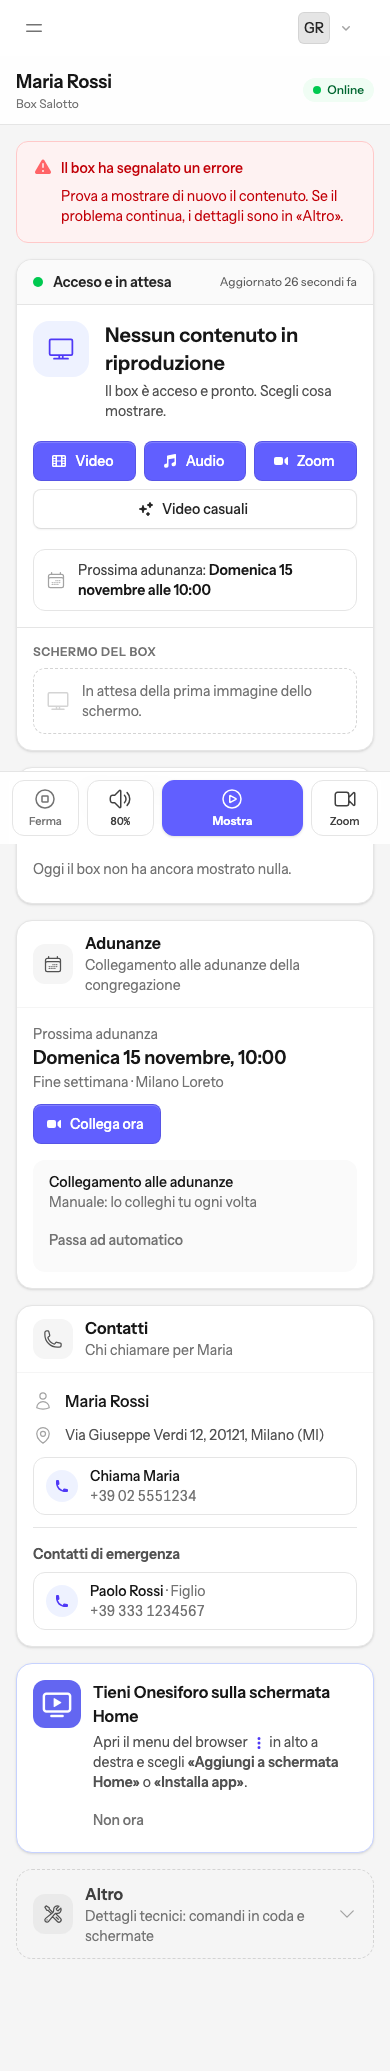 GR
Maria Rossi
Box Salotto
Online
Il box ha segnalato un errore
Prova a mostrare di nuovo il contenuto. Se il
problema continua, i dettagli sono in «Altro».
Acceso e in attesa
Aggiornato 26 secondi fa
Nessun contenuto in
riproduzione
Il box è acceso e pronto. Scegli cosa
mostrare.
Video
Audio
Zoom
Video casuali
Prossima adunanza: Domenica 15
novembre alle 10:00
SCHERMO DEL BOX
In attesa della prima immagine dello
schermo.
Ferma
80%
Mostra
Zoom
Oggi il box non ha ancora mostrato nulla.
Adunanze
Collegamento alle adunanze della
congregazione
Prossima adunanza
Domenica 15 novembre, 10:00
Fine settimana · Milano Loreto
Collega ora
Collegamento alle adunanze
Manuale: lo colleghi tu ogni volta
Passa ad automatico
Contatti
Chi chiamare per Maria
Maria Rossi
Via Giuseppe Verdi 12, 20121, Milano (MI)
Chiama Maria
+39 02 5551234
Contatti di emergenza
Paolo Rossi · Figlio
+39 333 1234567
Tieni Onesiforo sulla schermata
Home
Apri il menu del browser in alto a
destra e scegli «Aggiungi a schermata
Home» o «Installa app».
Non ora
Altro
Dettagli tecnici: comandi in coda e
schermate